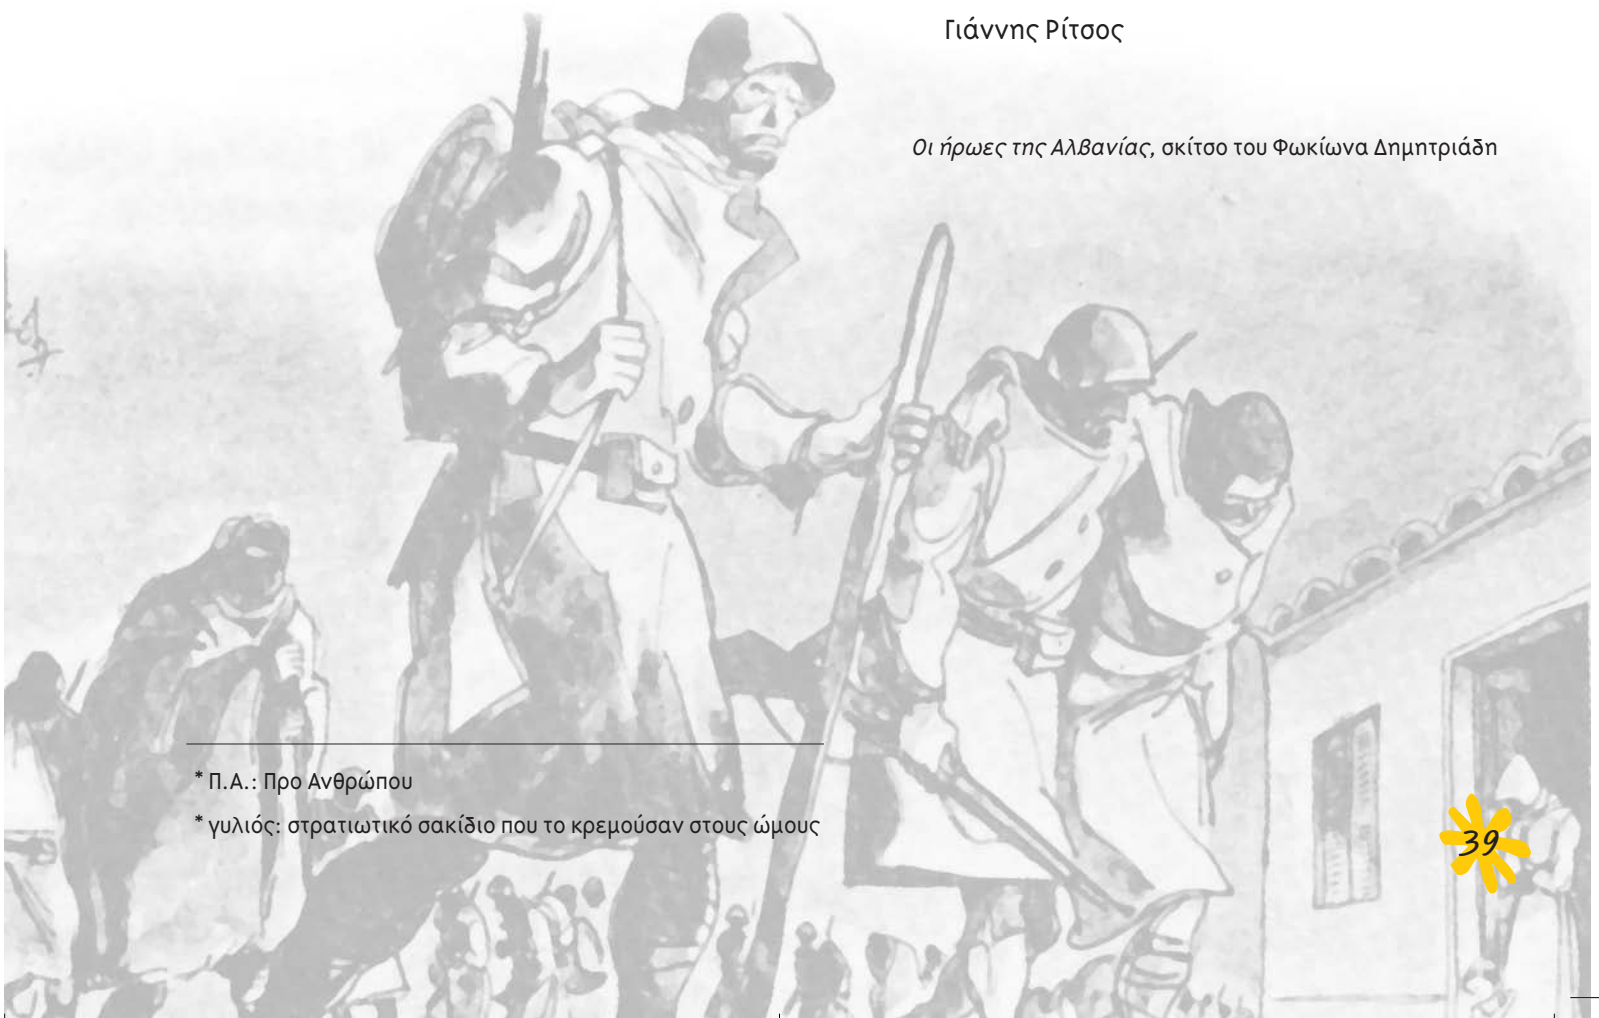 Γιάννης Ρίτσος
Οι ήρωες της Αλβανίας, σκίτσο του Φωκίωνα Δημητριάδη
* Π.Α.: Προ Ανθρώπου
* γυλιός: στρατιωτικό σακίδιο που το κρεμούσαν στους ώμους
39